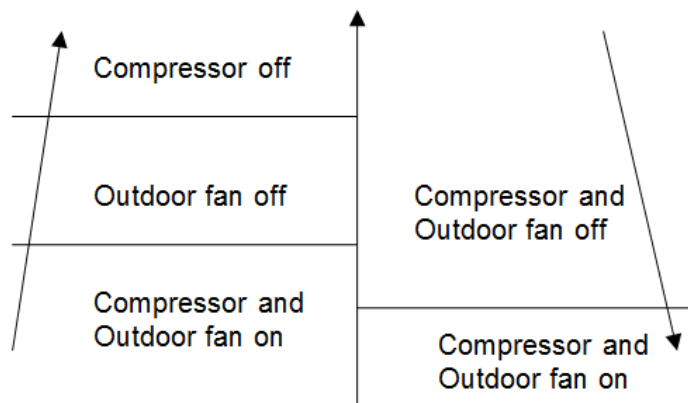 Compressor off
Outdoor fan off
Compressor and
Outdoor fan on
Compressor and
Outdoor fan off
Compressor and
Outdoor fan on